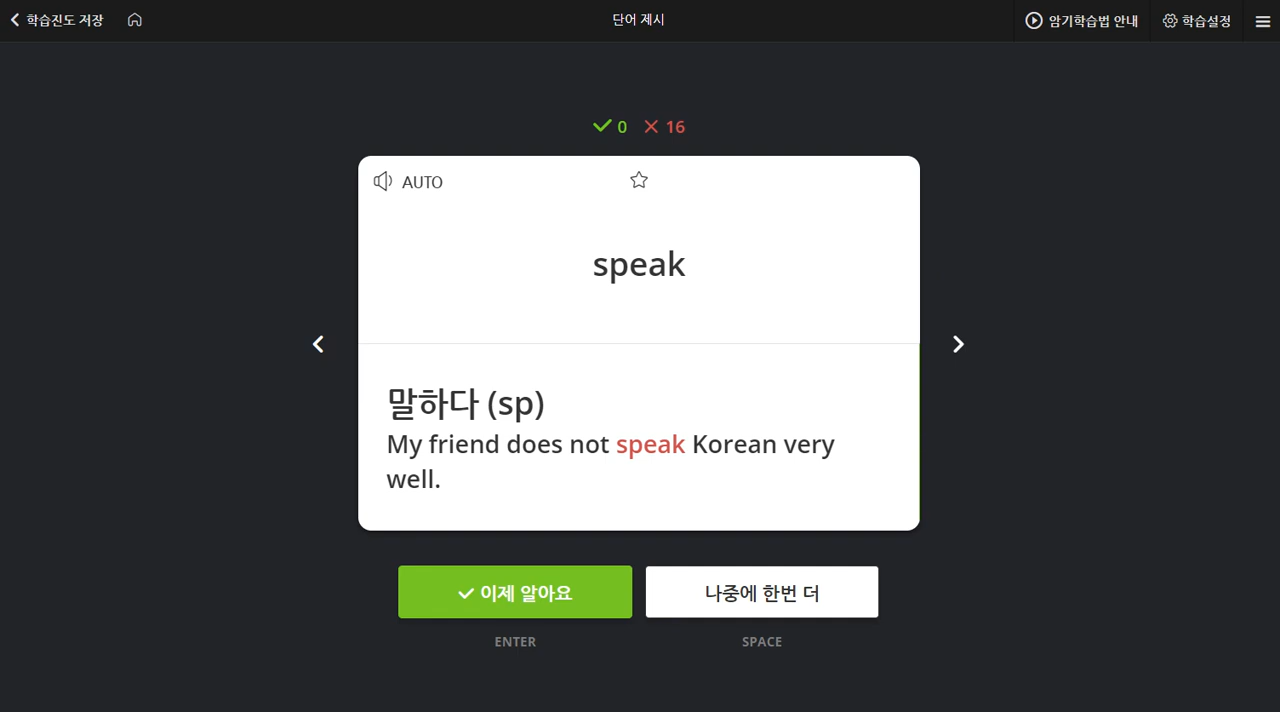 학습진도 저장
단어 제시
암기학습법 안내
학습설정
0 16
AUTO
speak
말하다 (sp)
My friend does not speak Korean very
well.
이제 알아요
나중에 한번 더
ENTER
SPACE